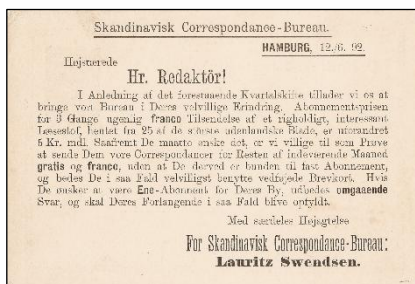 Skandinavisk Correspondance-Bureau.
HAMBURG, 12./6. 92.
Højstærede
Hr. Redaktör!
I Anledning af det forestaaende Kvartalskifte tillader vi os at
bringe vort Bureau i Deres velvillige Erindring. Abonnementsprisen
for 3 Gange ugenlig franco Tilsendelse af et righoldigt, interessant
Læsestof, hentet fra 25 af de største udenlandske Blade, er uforandret
5 Kr. mdl. Saafremt De maatte ønske det, er vi villige til som Prøve
at sende Dem vore Correspondancer for Resten af indeværende Maaned
gratis og franco, uden at De derved er bunden til fast Abonnement,
og bedes De i saa Fald velvilligst benytte vedføjede Brevkort. Hvis
De ønsker at være Ene-Abonnent for Deres By, udbedes omgaaende
Svar, og skal Deres Forlangende i saa Fald blive opfyldt.
Med særdeles Højagtelse
For Skandinavisk Correspondance-Bureau:
Lauritz Swendsen.